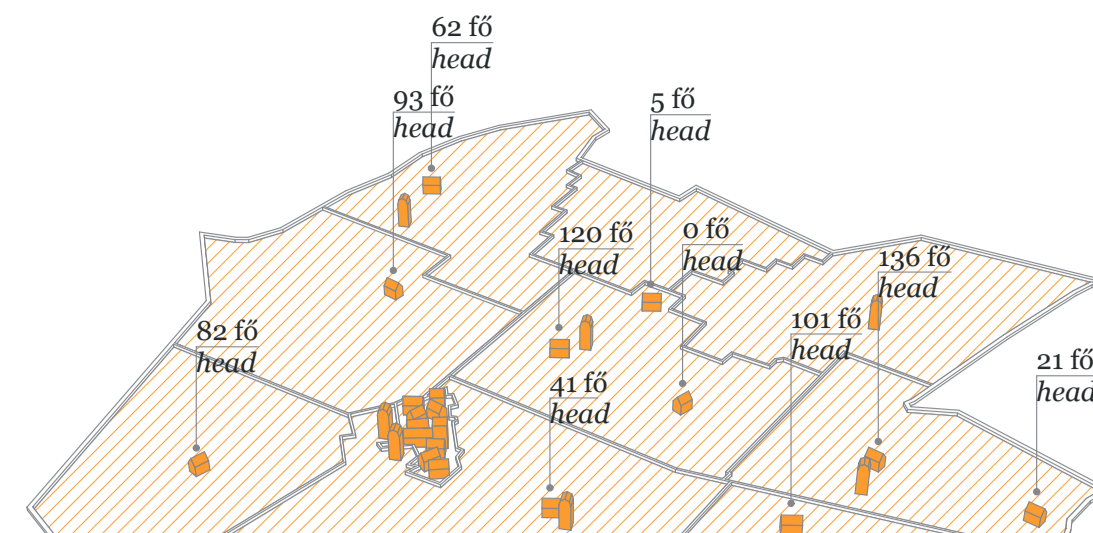 62 fő
head
93 fő
head
5 fő
head
120 fő
head
0 fő
head
136 fő
head
82 fő
head
101 fő
head
21 fő
head
41 fő
head